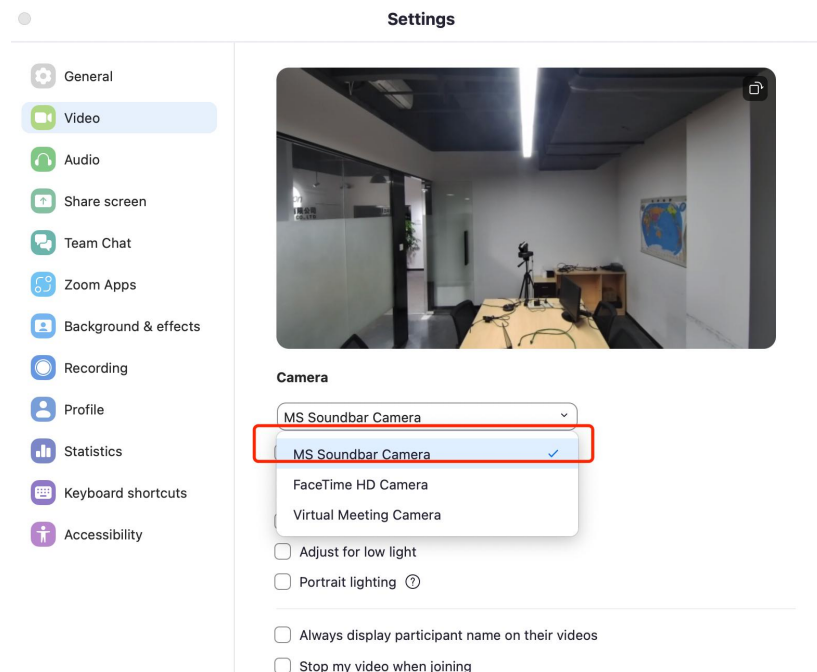 Settings
General
Video
Audio
Share screen
Team Chat
Zoom Apps
Background & effects
Recording
Profile
Statistics
Keyboard shortcuts
Accessibility
Camera
MS Soundbar Camera
MS Soundbar Camera
FaceTime HD Camera
Virtual Meeting Camera
Adjust for low light
Portrait lighting ?
Always display participant name on their videos
Stop my video when joining